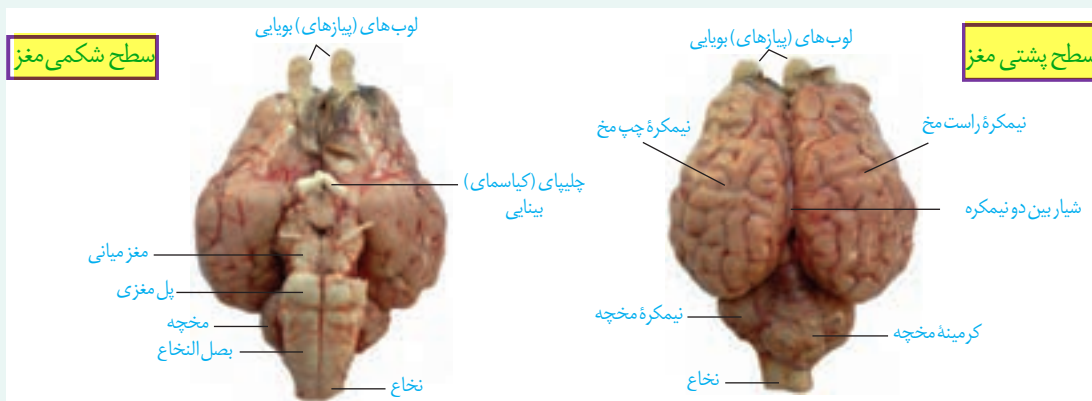 سطح پشتی مغز
لوب‌های (پیازهای) بویایی
نیمکرهٔ راست مخ
نیمکرهٔ چپ مخ
شیار بین دو نیمکره
نیمکرهٔ مخچه
کرمینهٔ مخچه
نخاع
سطح شکمی مغز
لوب‌های (پیازهای) بویایی
چلیپای (کیاسمای)
بینایی
مغز میانی
پل مغزی
مخچه
بصل النخاع
نخاع